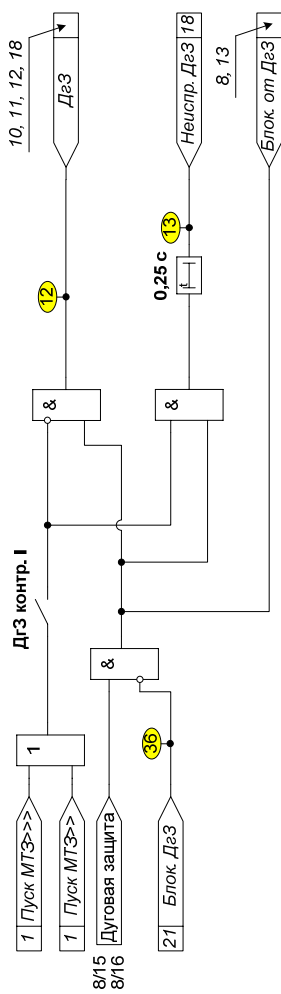 1 Пуск МТЗ>>>
1 Пуск МТЗ>>
8/15
8/16
Дуговая защита
21 Блок. ДгЗ
1
ДгЗ контр. I
36
&
&
12
ДгЗ
10, 11, 12, 18
&
0,25 с
t
13
Неиспр. ДгЗ 18
Блок. от ДгЗ
8, 13